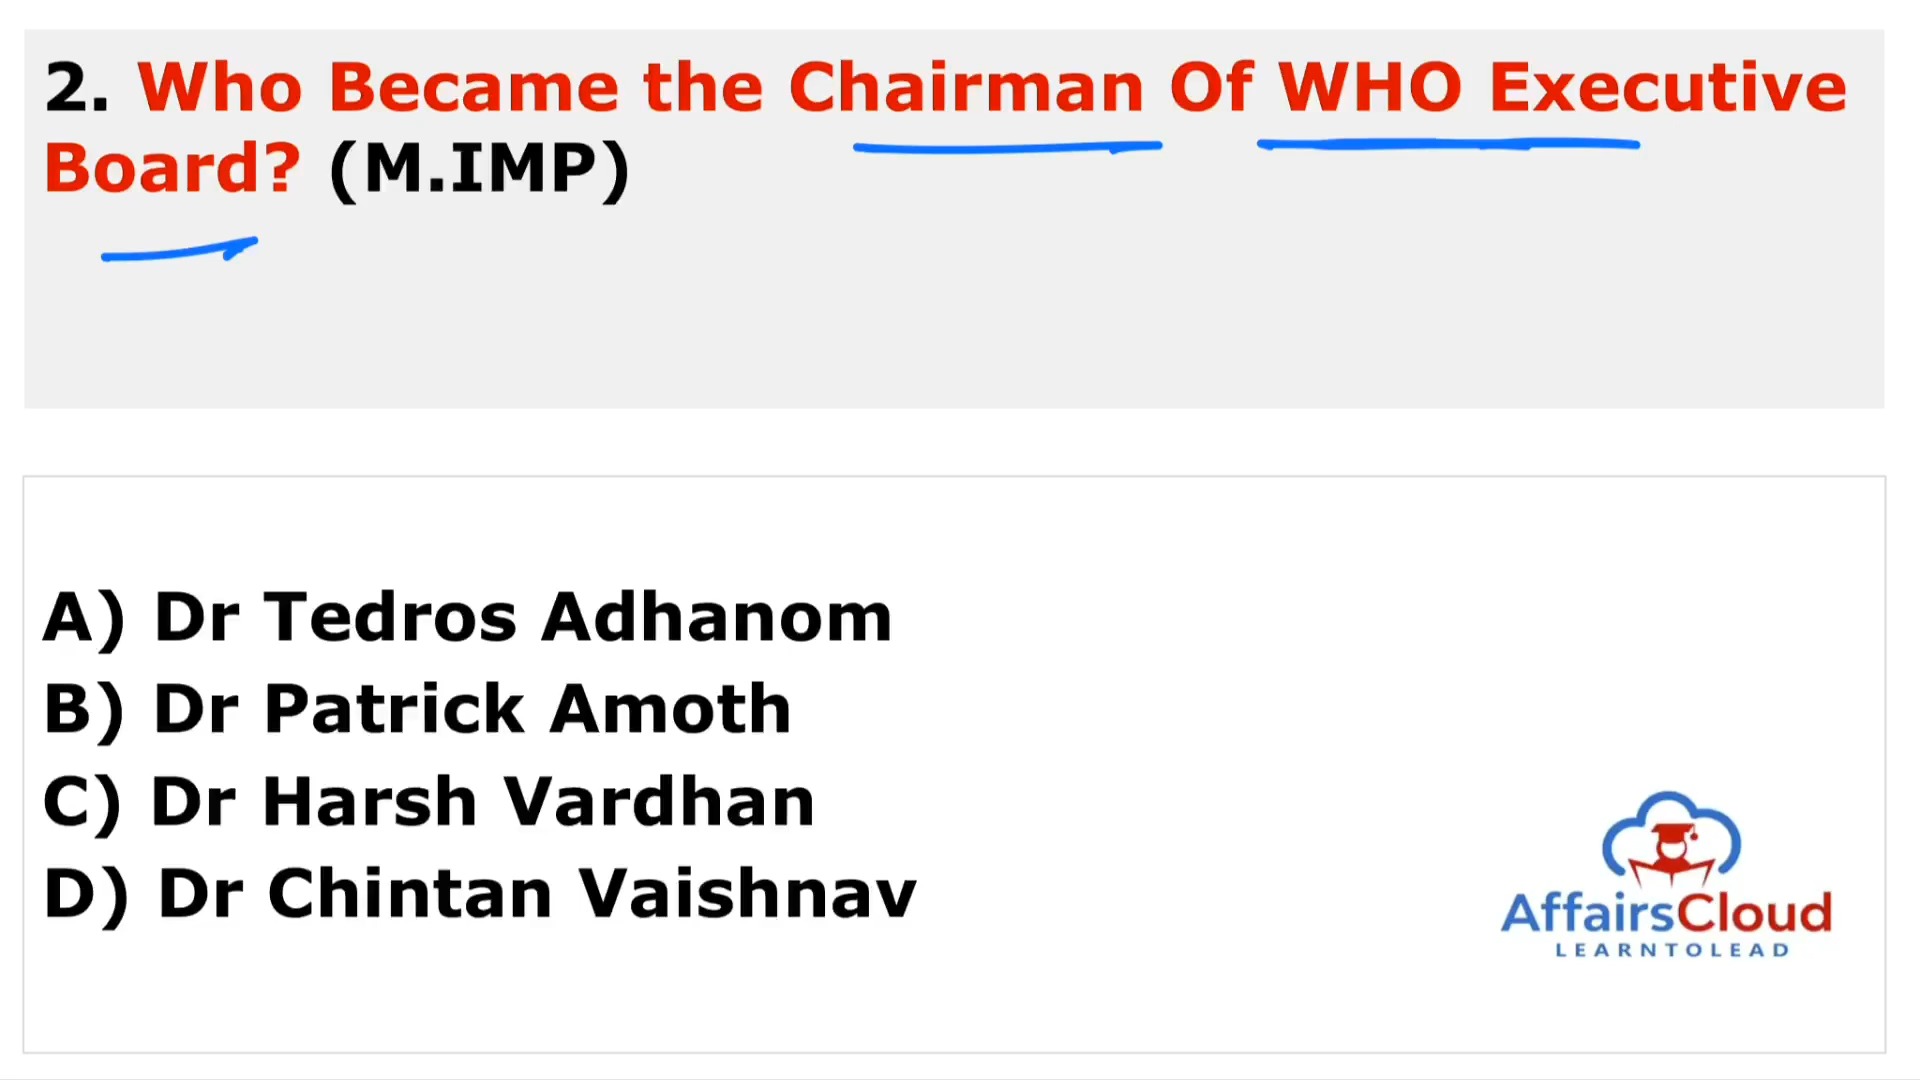 2. Who Became the Chairman Of WHO Executive
Board? (M.IMP)
A) Dr Tedros Adhanom
B) Dr Patrick Amoth
C) Dr Harsh Vardhan
D) Dr Chintan Vaishnav
AffairsCloud
LEARNTOLEAD